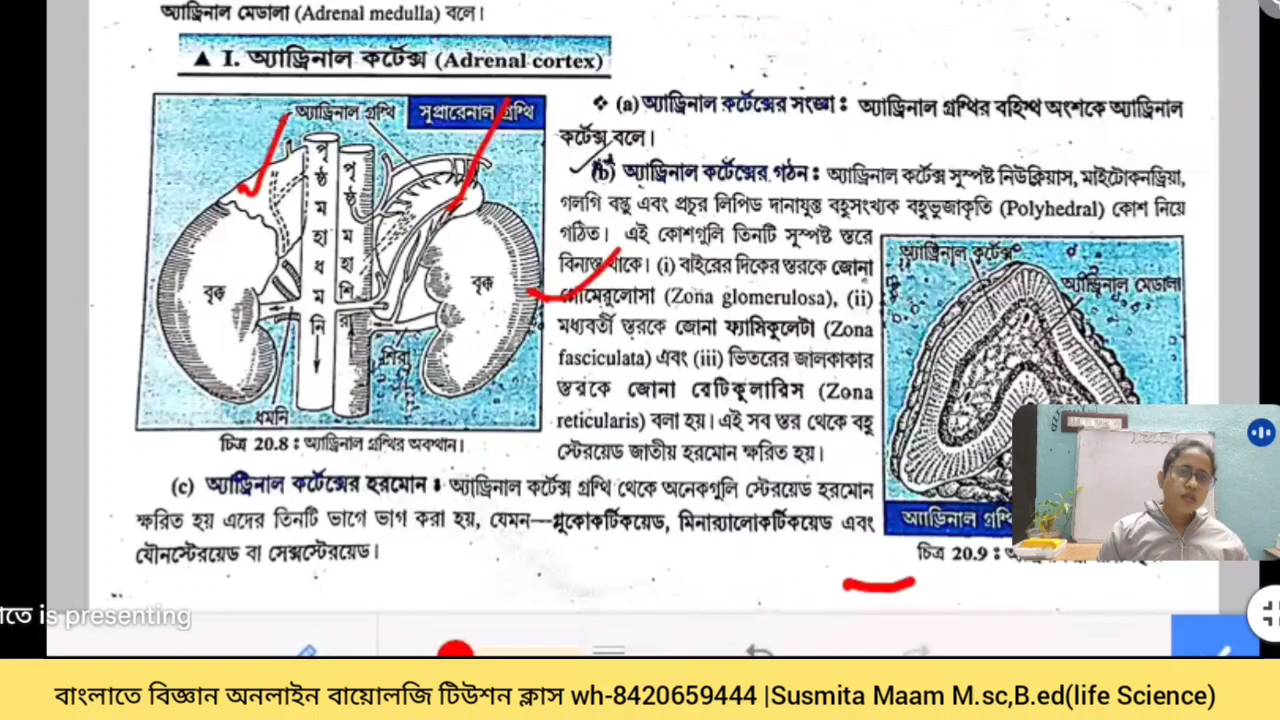 অ্যাড্রিনাল মেডালা (Adrenal medulla) বলে।
▲ I. অ্যাড্রিনাল কর্টেক্স (Adrenal cortex)
অ্যাড্রিনাল গ্রন্থি
সুপ্রারেনাল গ্রন্থি
পৃষ্ঠ মহাধমনি
পৃষ্ঠ মহাশিরা
বৃক্ক
বৃক্ক
শিরা
ধমনি
চিত্র 20.8 : অ্যাড্রিনাল গ্রন্থির অবস্থান।
❖ (a) অ্যাড্রিনাল কর্টেক্সের সংজ্ঞা : অ্যাড্রিনাল গ্রন্থির বহিস্থ অংশকে অ্যাড্রিনাল
কর্টেক্স বলে।
(b) অ্যাড্রিনাল কর্টেক্সের গঠন : অ্যাড্রিনাল কর্টেক্স সুস্পষ্ট নিউক্লিয়াস, মাইটোকনড্রিয়া,
গলগি বস্তু এবং প্রচুর লিপিড দানাযুক্ত বহুসংখ্যক বহুভুজাকৃতি (Polyhedral) কোশ নিয়ে
গঠিত। এই কোশগুলি তিনটি সুস্পষ্ট স্তরে
বিন্যস্ত থাকে। (i) বাইরের দিকের স্তরকে জোনা
গ্লোমেরুলোসা (Zona glomerulosa), (ii)
মধ্যবর্তী স্তরকে জোনা ফ্যাসিকুলেটা (Zona
fasciculata) এবং (iii) ভিতরের জালকাকার
স্তরকে জোনা রেটিকুলারিস (Zona
reticularis) বলা হয়। এই সব স্তর থেকে বহু
স্টেরয়েড জাতীয় হরমোন ক্ষরিত হয়।
অ্যাড্রিনাল কর্টেক্স
অ্যাড্রিনাল মেডালা
অ্যাড্রিনাল
চিত্র 20.9 :
(c) অ্যাড্রিনাল কর্টেক্সের হরমোন : অ্যাড্রিনাল কর্টেক্স গ্রন্থি থেকে অনেকগুলি স্টেরয়েড হরমোন
ক্ষরিত হয় এদের তিনটি ভাগে ভাগ করা হয়, যেমন—গ্লুকোকর্টিকয়েড, মিনার‍্যালোকর্টিকয়েড এবং
যৌনস্টেরয়েড বা সেক্সস্টেরয়েড।
তে is presenting
বাংলাতে বিজ্ঞান অনলাইন বায়োলজি টিউশন ক্লাস wh-8420659444 |Susmita Maam M.sc,B.ed(life Science)